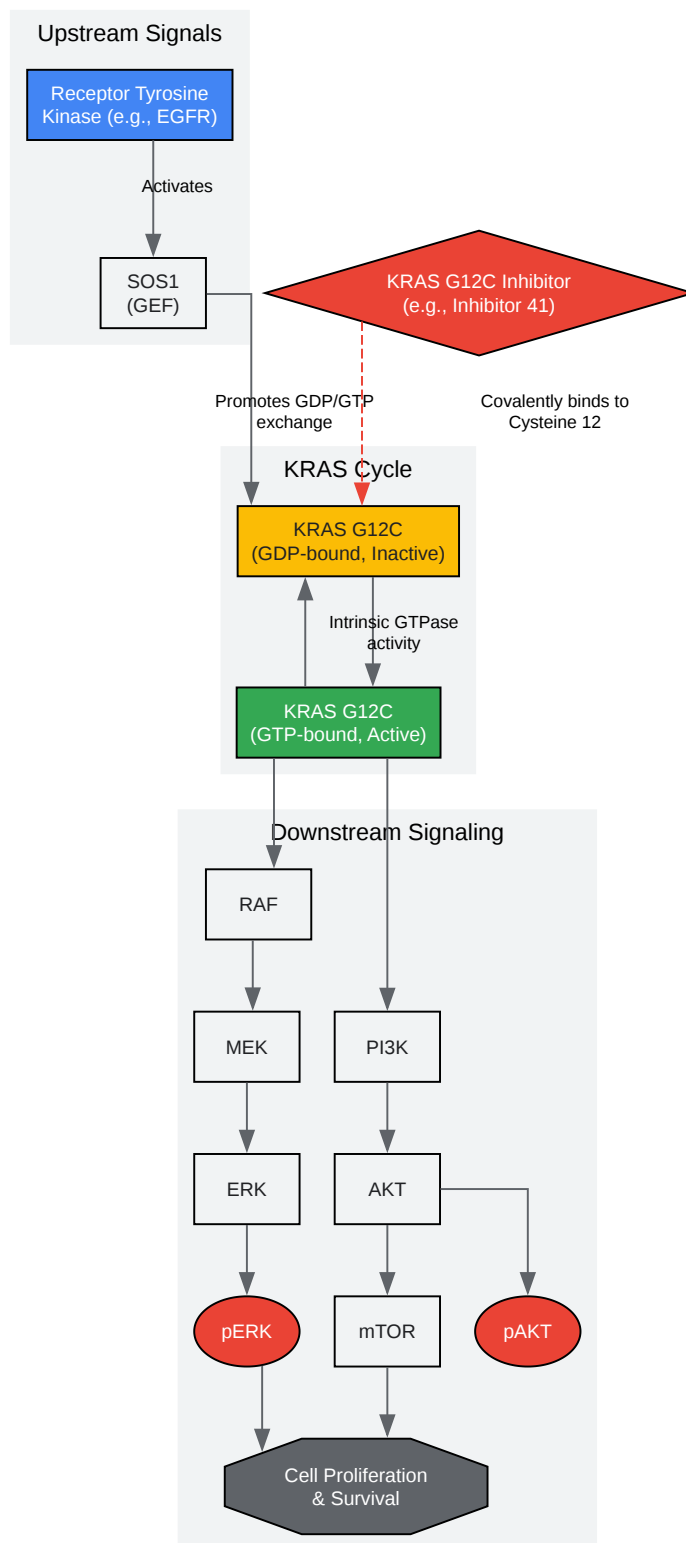 Upstream Signals
Receptor Tyrosine
Kinase (e.g., EGFR)
Activates
SOS1
(GEF)
KRAS G12C Inhibitor
(e.g., Inhibitor 41)
Promotes GDP/GTP
exchange
Covalently binds to
Cysteine 12
KRAS Cycle
KRAS G12C
(GDP-bound, Inactive)
Intrinsic GTPase
activity
KRAS G12C
(GTP-bound, Active)
Downstream Signaling
RAF
MEK
PI3K
ERK
AKT
pERK
mTOR
pAKT
Cell Proliferation
& Survival